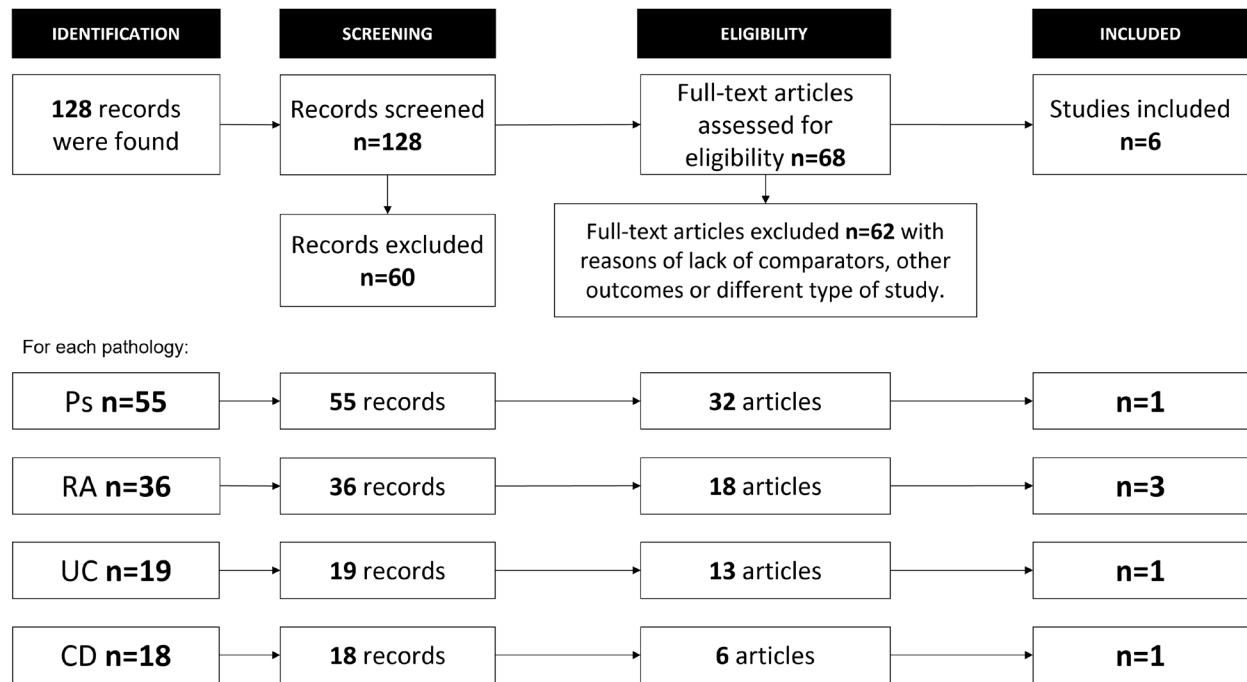 IDENTIFICATION
SCREENING
ELIGIBILITY
INCLUDED
128 records
were found
Records screened
n=128
Full-text articles
assessed for
eligibility n=68
Studies included
n=6
Records excluded
n=60
Full-text articles excluded n=62 with
reasons of lack of comparators, other
outcomes or different type of study.
For each pathology:
Ps n=55
55 records
32 articles
n=1
RA n=36
36 records
18 articles
n=3
UC n=19
19 records
13 articles
n=1
CD n=18
18 records
6 articles
n=1